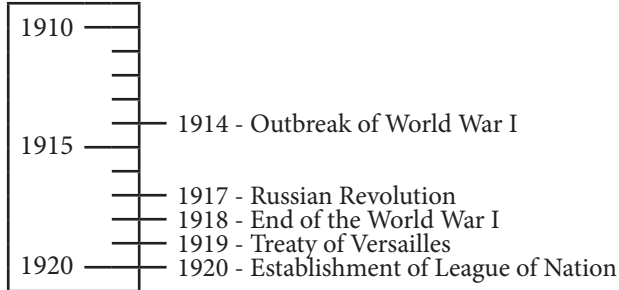 1910
1914 - Outbreak of World War I
1915
1917 - Russian Revolution
1918 - End of the World War I
1919 - Treaty of Versailles
1920
1920 - Establishment of League of Nation